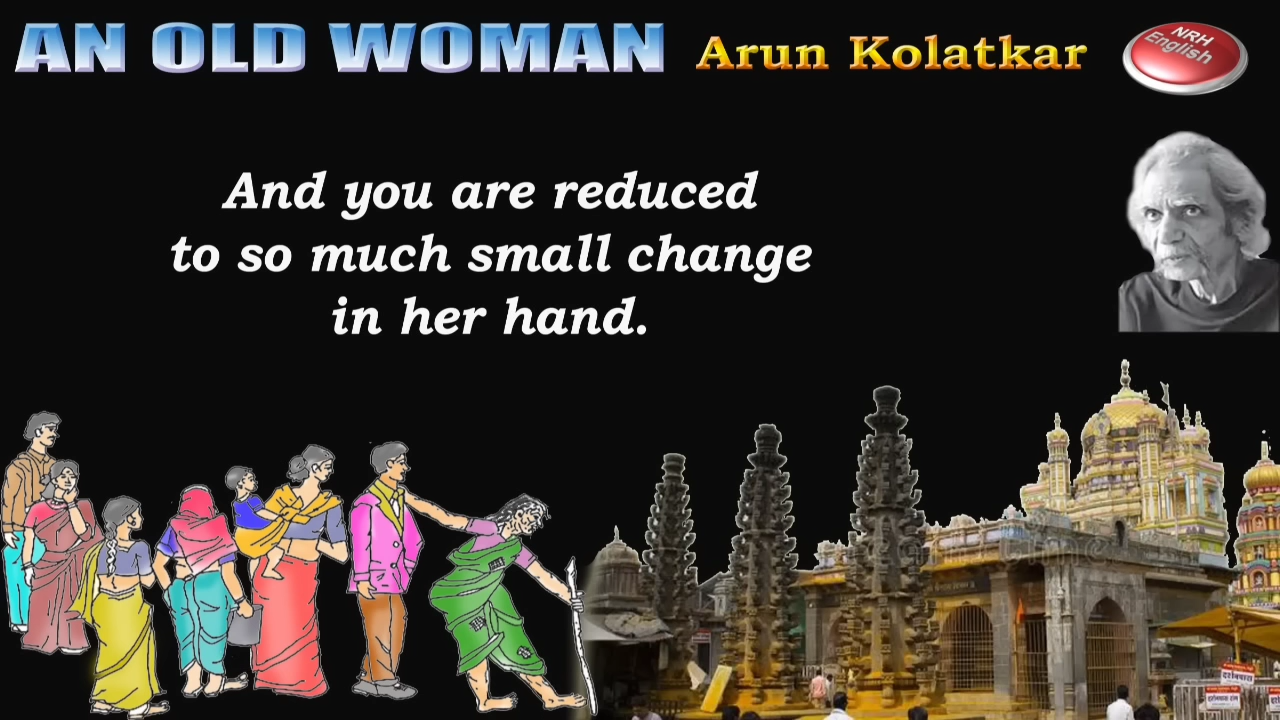 AN OLD WOMAN Arun Kolatkar
NRH
English
And you are reduced
to so much small change
in her hand.